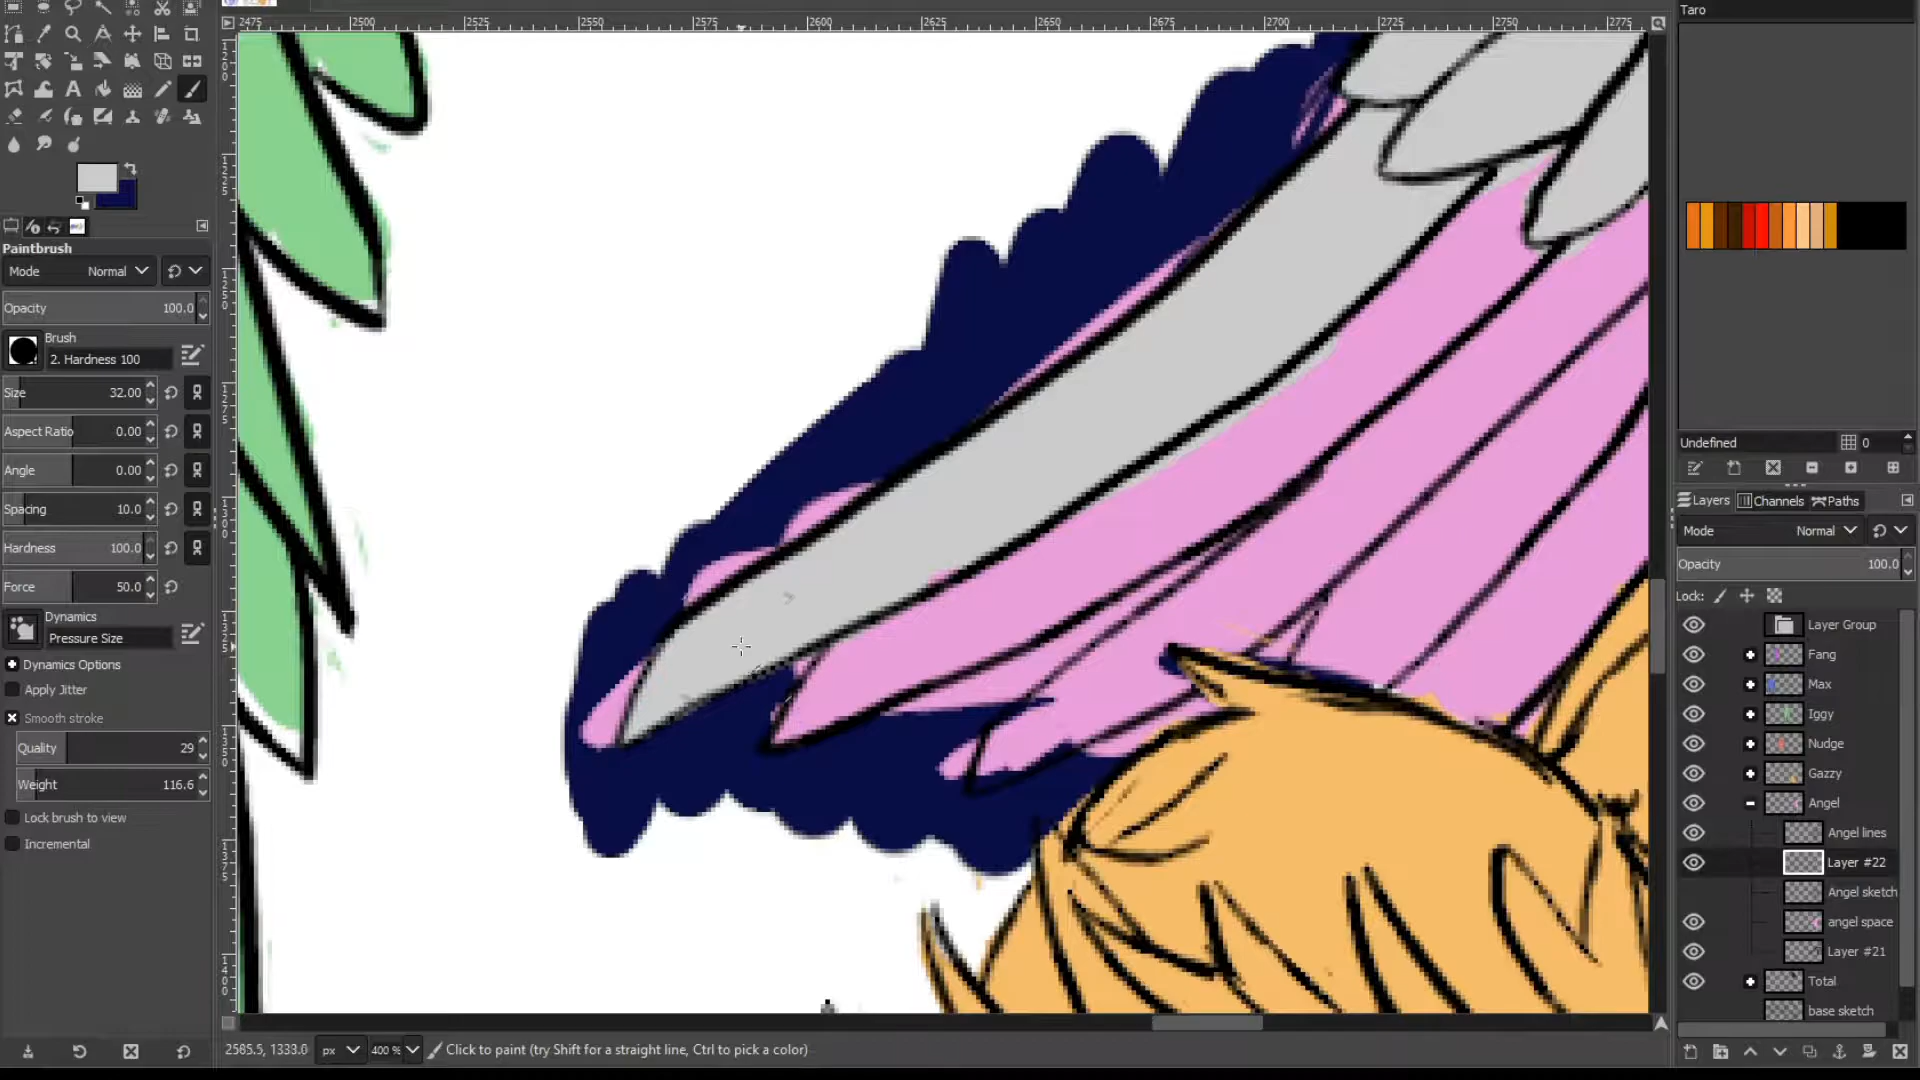 Taro
2475 2500 2525 2550 2575 2600 2625 2650 2675 2700 2725 2750 2775
Paintbrush
Mode Normal
Opacity 100.0
Brush
2. Hardness 100
Size 32.00
Aspect Ratio 0.00
Angle 0.00
Spacing 10.0
Hardness 100.0
Force 50.0
Dynamics
Pressure Size
Dynamics Options
Apply Jitter
Smooth stroke
Quality 29
Weight 116.6
Lock brush to view
Incremental
Undefined 0
Layers Channels Paths
Mode Normal
Opacity 100.0
Lock:
Layer Group
Fang
Max
Iggy
Nudge
Gazzy
Angel
Angel lines
Layer #22
Angel sketch
angel space
Layer #21
Total
base sketch
2585.5, 1333.0 px 400 % Click to paint (try Shift for a straight line, Ctrl to pick a color)